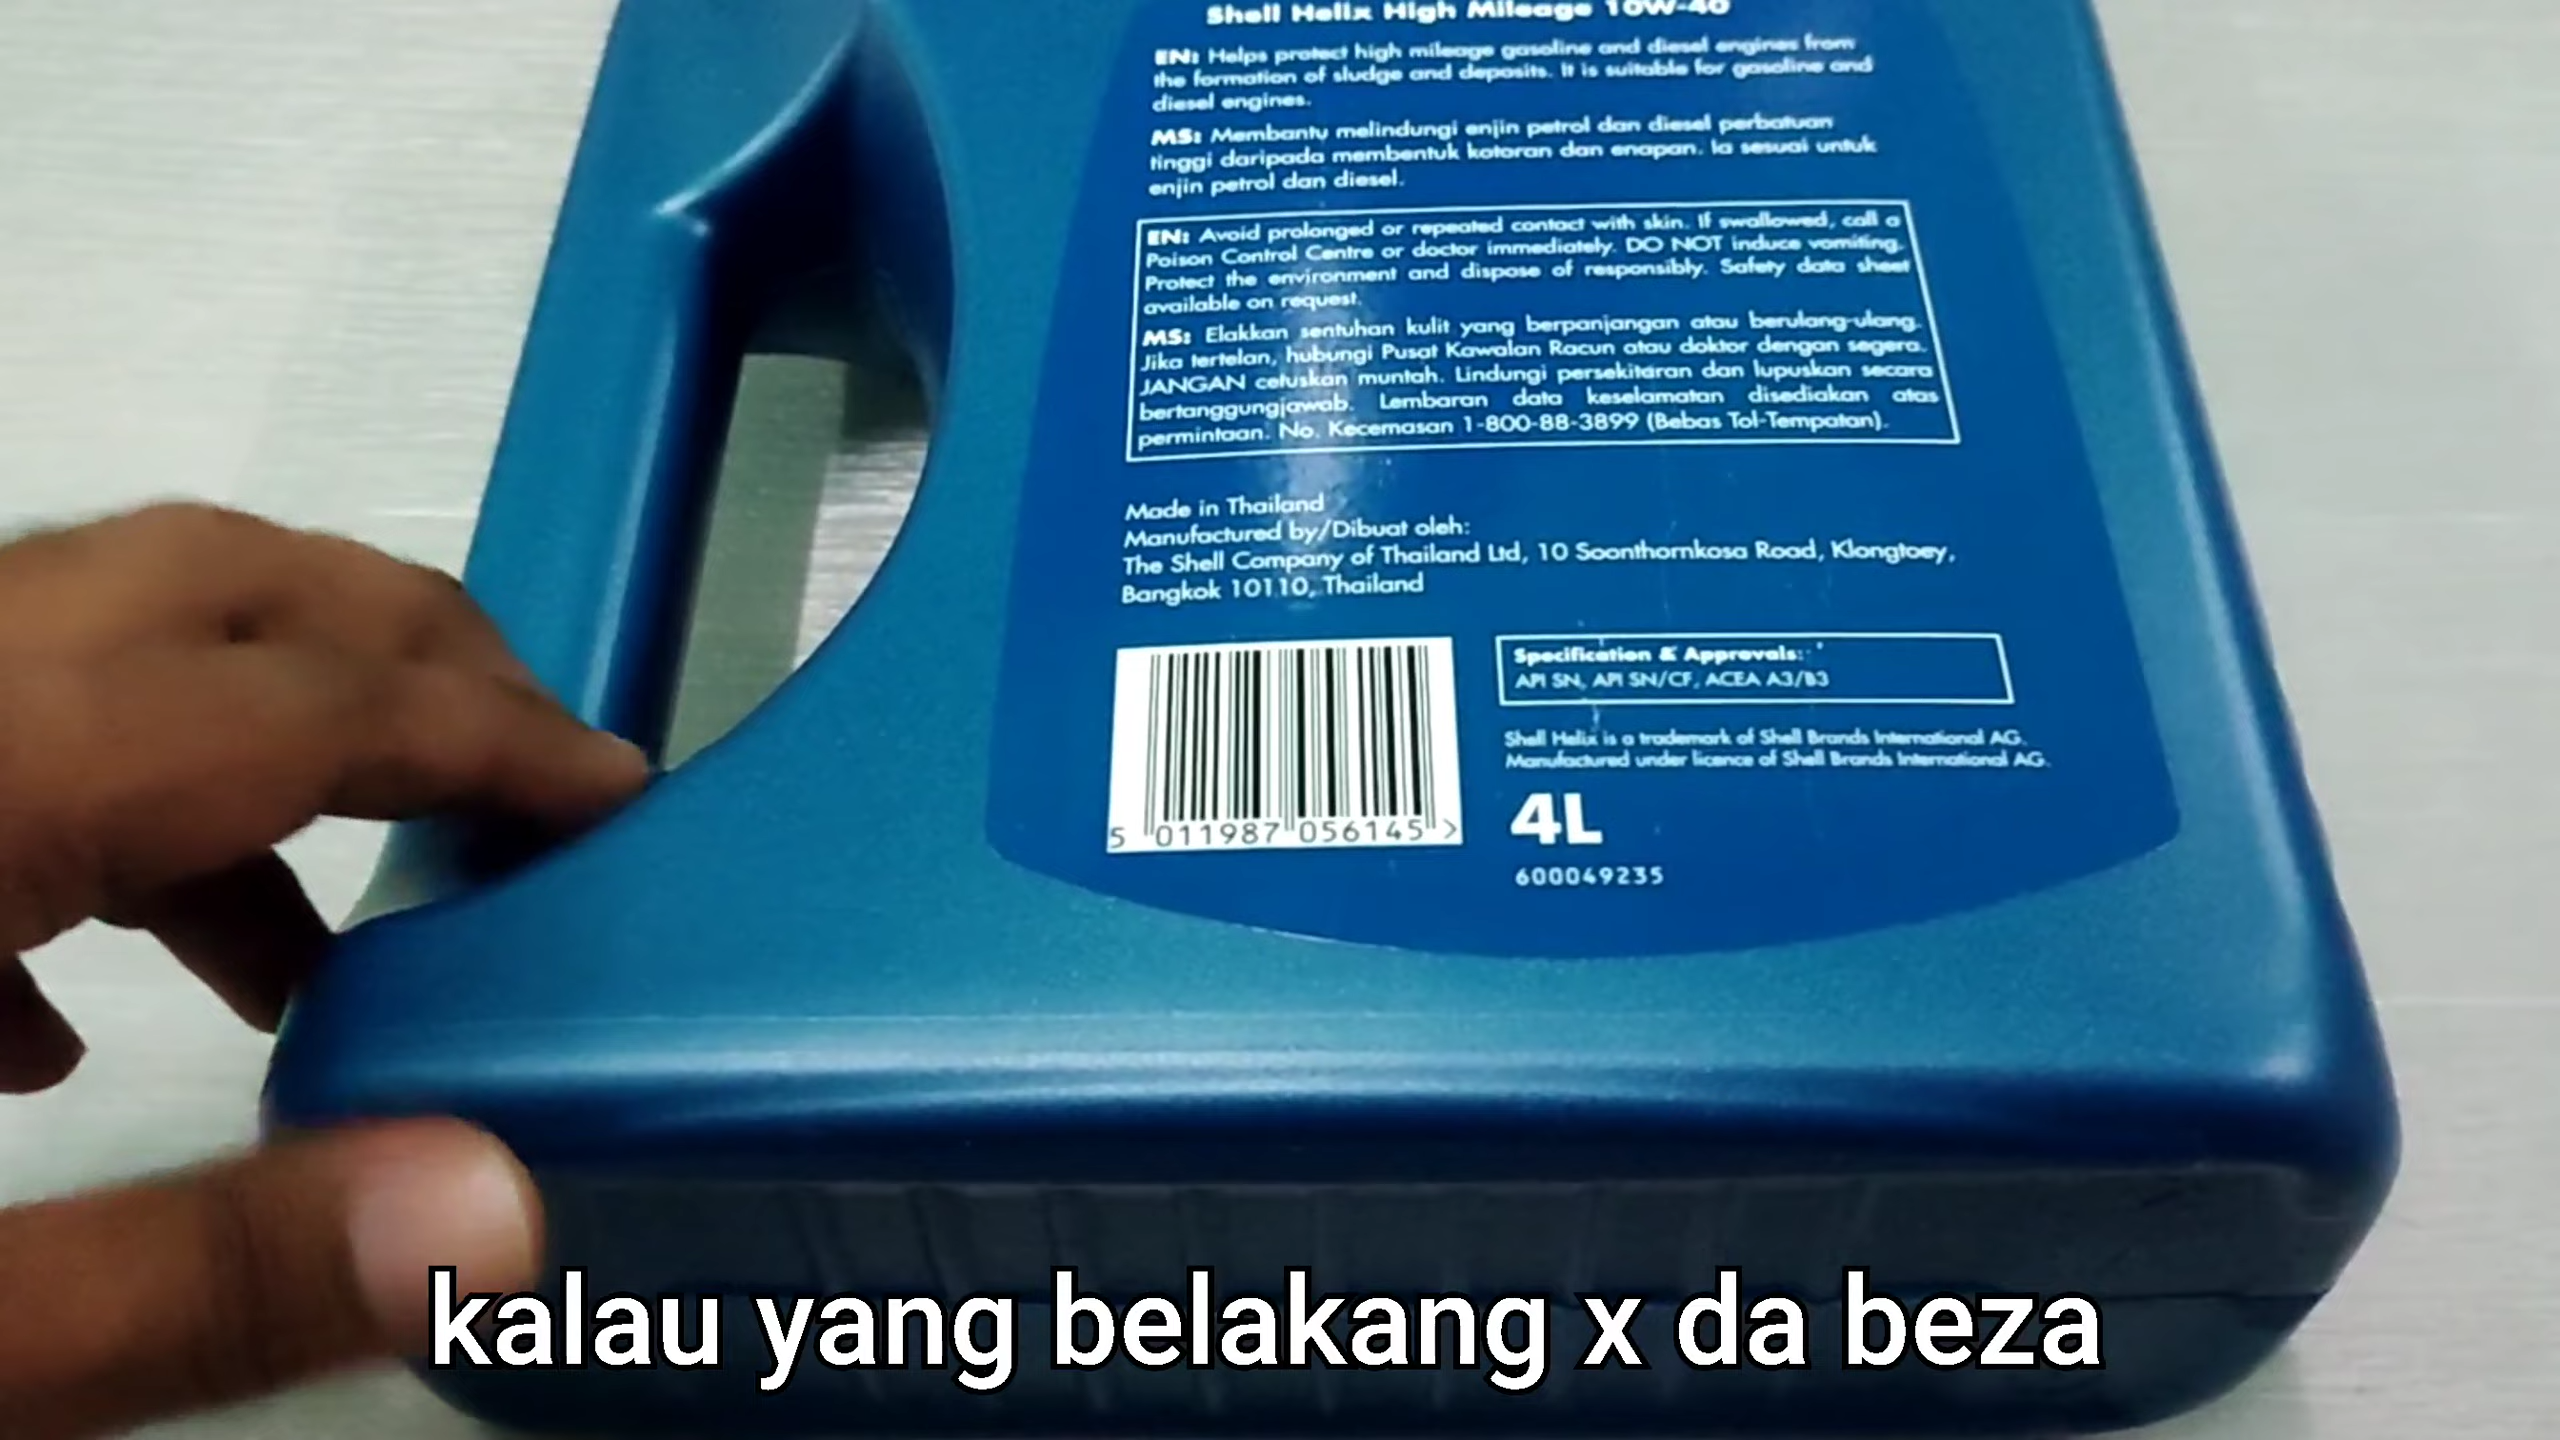 Shell Helix High Mileage 10W-40
EN: Helps protect high mileage gasoline and diesel engines from
the formation of sludge and deposits. It is suitable for gasoline and
diesel engines.
MS: Membantu melindungi enjin petrol dan diesel perbatuan
tinggi daripada membentuk kotoran dan enapan. Ia sesuai untuk
enjin petrol dan diesel.
EN: Avoid prolonged or repeated contact with skin. If swallowed, call a
Poison Control Centre or doctor immediately. DO NOT induce vomiting.
Protect the environment and dispose of responsibly. Safety data sheet
available on request.
MS: Elakkan sentuhan kulit yang berpanjangan atau berulang-ulang.
Jika tertelan, hubungi Pusat Kawalan Racun atau doktor dengan segera.
JANGAN cetuskan muntah. Lindungi persekitaran dan lupuskan secara
bertanggungjawab. Lembaran data keselamatan disediakan atas
permintaan. No. Kecemasan 1-800-88-3899 (Bebas Tol-Tempatan).
Made in Thailand
Manufactured by/Dibuat oleh:
The Shell Company of Thailand Ltd, 10 Soonthornkosa Road, Klongtoey,
Bangkok 10110, Thailand
Specification & Approvals:
API SN, API SN/CF, ACEA A3/B3
Shell Helix is a trademark of Shell Brands International AG.
Manufactured under licence of Shell Brands International AG.
5 011987 056145 >
4L
600049235
kalau yang belakang x da beza